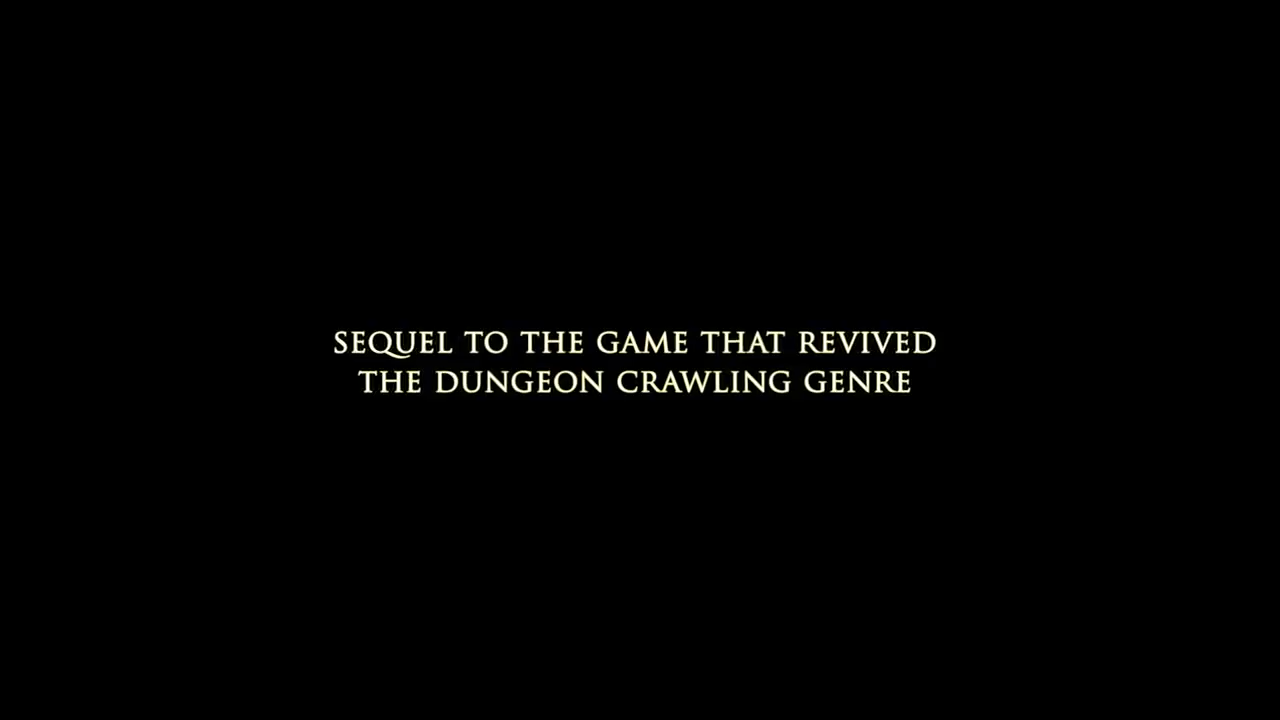 SEQUEL TO THE GAME THAT REVIVED
THE DUNGEON CRAWLING GENRE